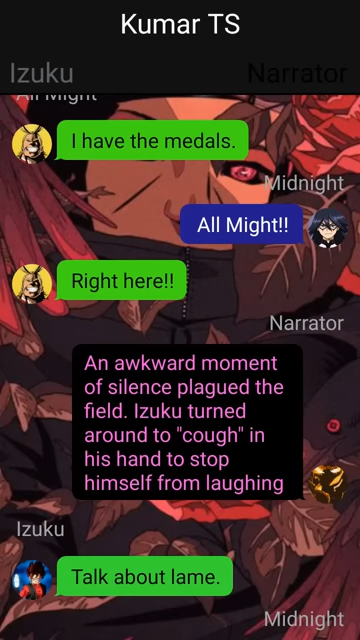 Kumar TS
Izuku
Narrator
All Might
I have the medals.
Midnight
All Might!!
Right here!!
Narrator
An awkward moment
of silence plagued the
field. Izuku turned
around to "cough" in
his hand to stop
himself from laughing
Izuku
Talk about lame.
Midnight